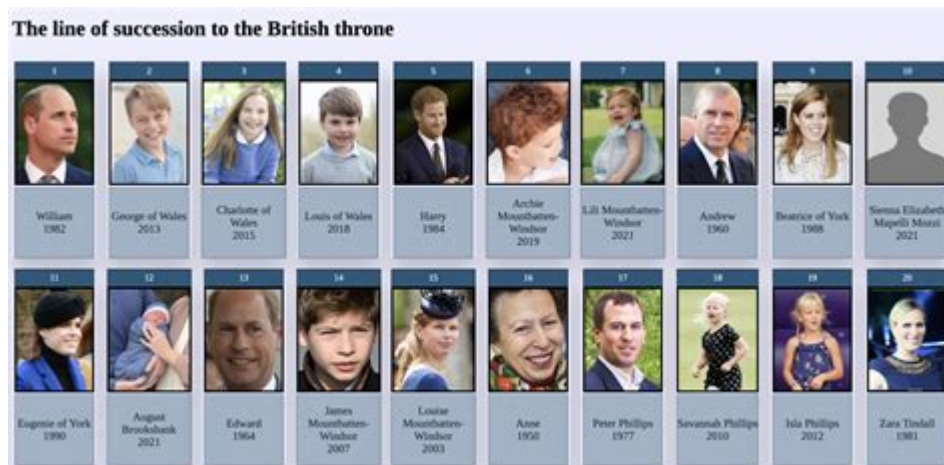 The line of succession to the British throne
1
2
3
4
5
6
7
8
9
10
William
1982
George of Wales
2013
Charlotte of
Wales
2015
Louis of Wales
2018
Harry
1984
Archie
Mountbatten-
Windsor
2019
Lili Mountbatten-
Windsor
2021
Andrew
1960
Beatrice of York
1988
Sienna Elizabeth
Mapelli Mozzi
2021
11
12
13
14
15
16
17
18
19
20
Eugenie of York
1990
August
Brooksbank
2021
Edward
1964
James
Mountbatten-
Windsor
2007
Louise
Mountbatten-
Windsor
2003
Anne
1950
Peter Phillips
1977
Savannah Phillips
2010
Isla Phillips
2012
Zara Tindall
1981